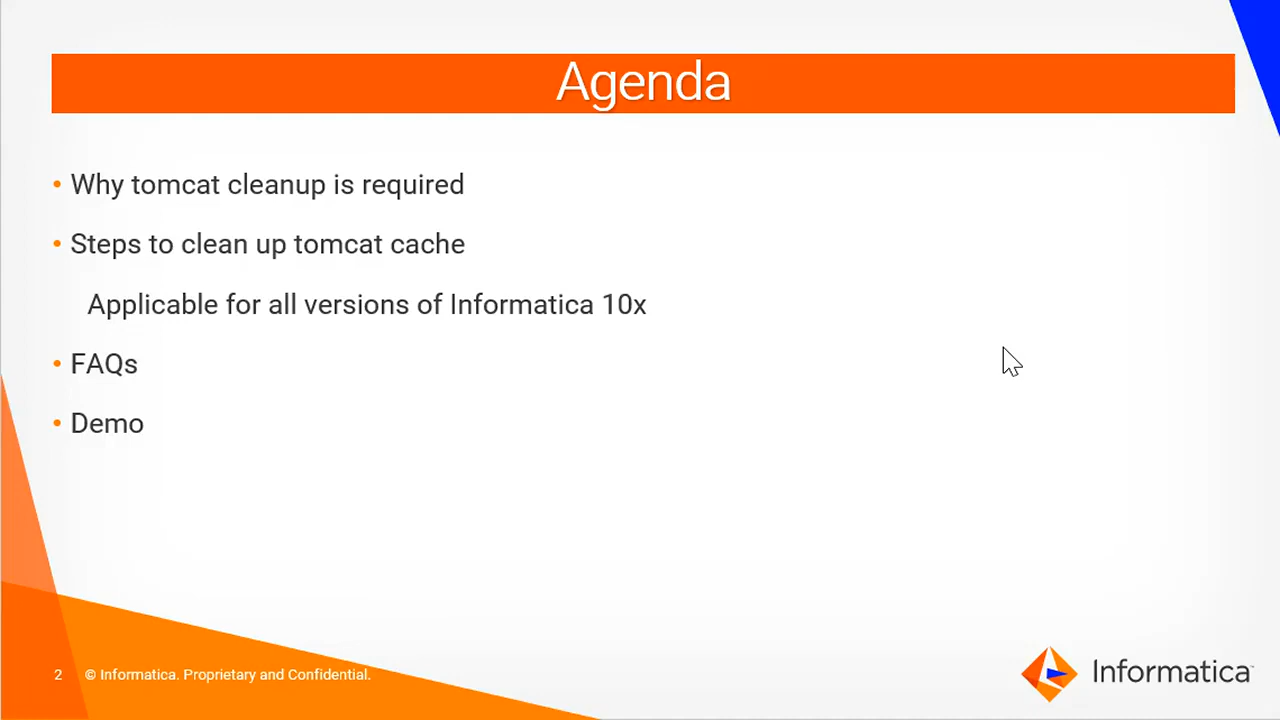 Agenda
• Why tomcat cleanup is required
• Steps to clean up tomcat cache
Applicable for all versions of Informatica 10x
• FAQs
• Demo
2 © Informatica. Proprietary and Confidential.
Informatica™